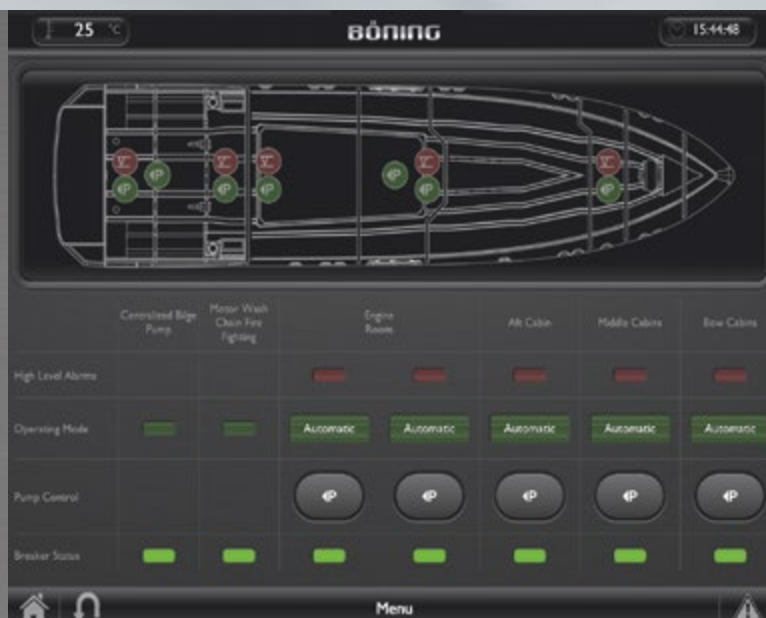 25 °C
BÖNING
15:44:48
Centralized Bilge
Pump
Motor Wash
Chain Fire
Fighting
Engine
Room
Aft Cabin
Middle Cabins
Bow Cabins
High Level Alarms
Operating Mode
Automatic
Automatic
Automatic
Automatic
Automatic
Pump Control
P
P
P
P
P
Breaker Status
Menu